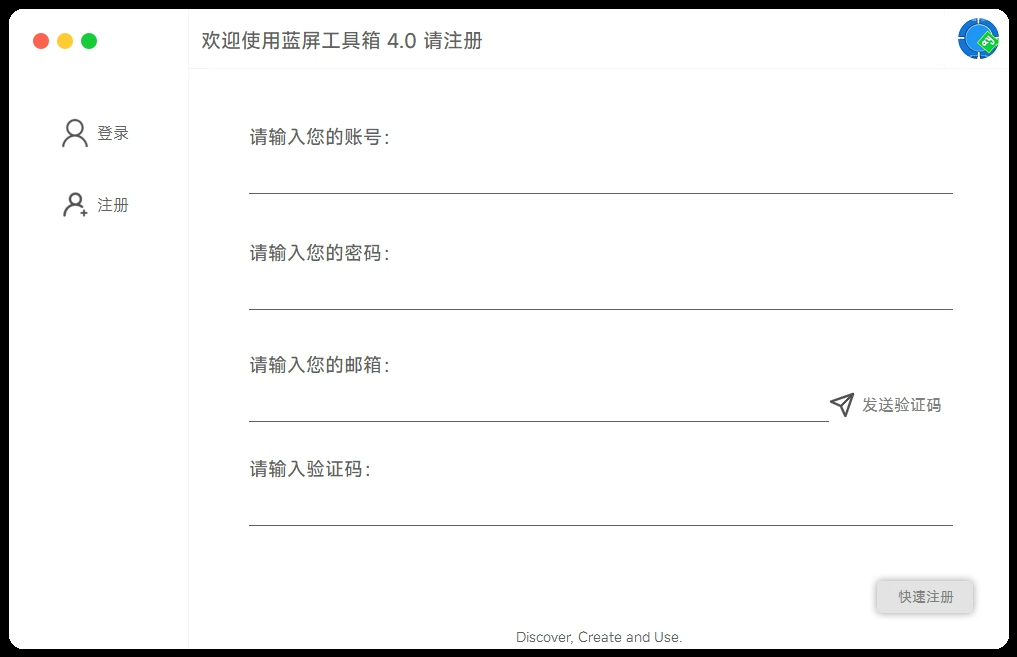 欢迎使用蓝屏工具箱 4.0 请注册
登录
注册
请输入您的账号：
请输入您的密码：
请输入您的邮箱：
发送验证码
请输入验证码：
快速注册
Discover, Create and Use.